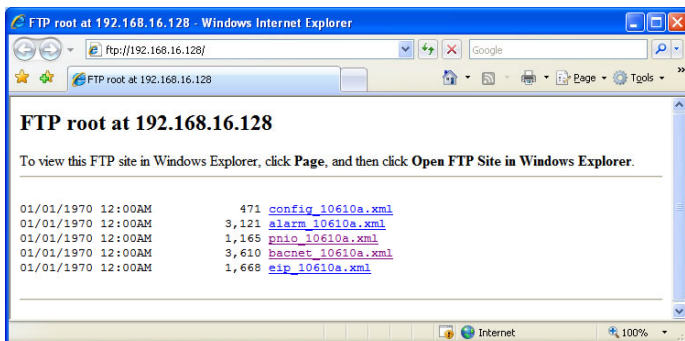 FTP root at 192.168.16.128 - Windows Internet Explorer
ftp://192.168.16.128/
Google
FTP root at 192.168.16.128
Page
Tools
»
FTP root at 192.168.16.128
To view this FTP site in Windows Explorer, click Page, and then click Open FTP Site in Windows Explorer.
01/01/1970 12:00AM 471 config_10610a.xml
01/01/1970 12:00AM 3,121 alarm_10610a.xml
01/01/1970 12:00AM 1,165 pnio_10610a.xml
01/01/1970 12:00AM 3,610 bacnet_10610a.xml
01/01/1970 12:00AM 1,668 eip_10610a.xml
Internet
100%